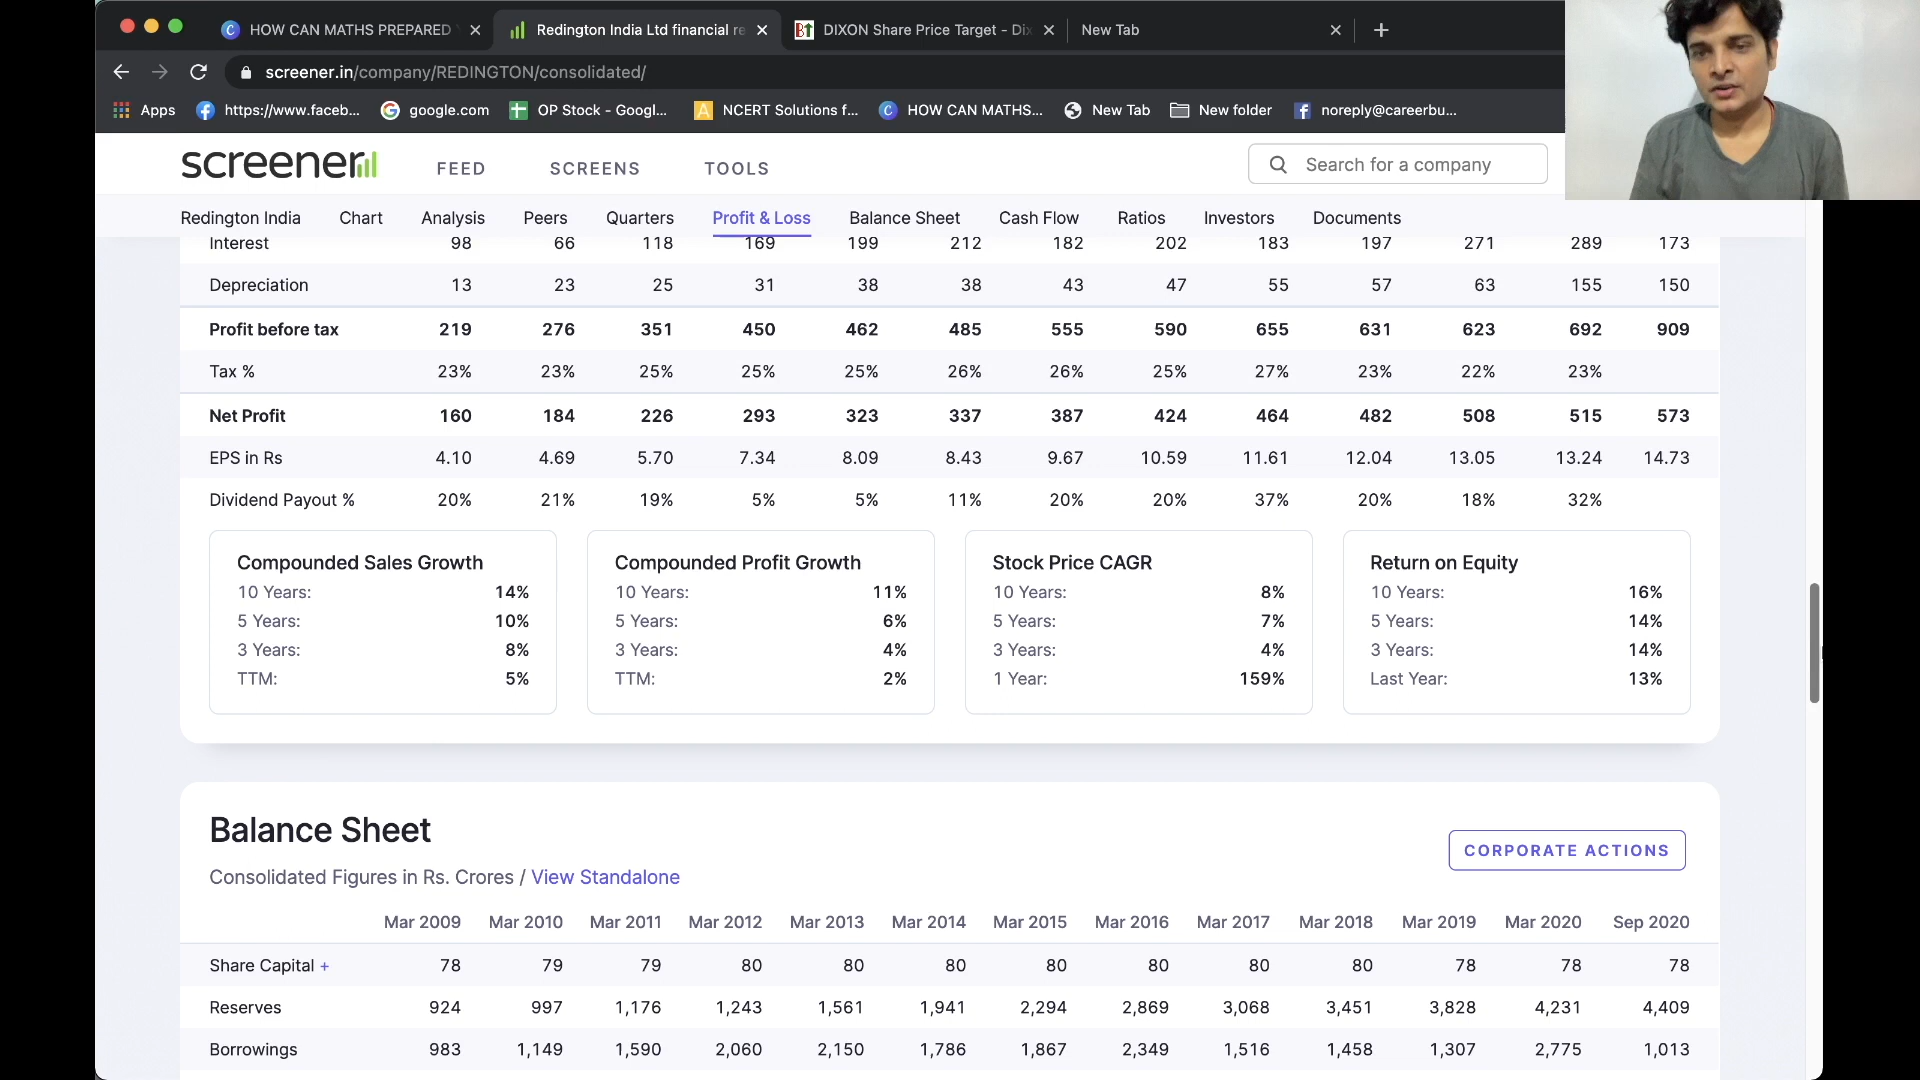 HOW CAN MATHS PREPARED
Redington India Ltd financial re
DIXON Share Price Target - Dix
New Tab
screener.in/company/REDINGTON/consolidated/
Apps
https://www.faceb...
google.com
OP Stock - Googl...
NCERT Solutions f...
HOW CAN MATHS...
New Tab
New folder
noreply@careerbu...
screener
FEED
SCREENS
TOOLS
Search for a company
Redington India Chart Analysis Peers Quarters Profit & Loss Balance Sheet Cash Flow Ratios Investors Documents
Interest 98 66 118 169 199 212 182 202 183 197 271 289 173
Depreciation 13 23 25 31 38 38 43 47 55 57 63 155 150
Profit before tax 219 276 351 450 462 485 555 590 655 631 623 692 909
Tax % 23% 23% 25% 25% 25% 26% 26% 25% 27% 23% 22% 23%
Net Profit 160 184 226 293 323 337 387 424 464 482 508 515 573
EPS in Rs 4.10 4.69 5.70 7.34 8.09 8.43 9.67 10.59 11.61 12.04 13.05 13.24 14.73
Dividend Payout % 20% 21% 19% 5% 5% 11% 20% 20% 37% 20% 18% 32%
Compounded Sales Growth
10 Years: 14%
5 Years: 10%
3 Years: 8%
TTM: 5%
Compounded Profit Growth
10 Years: 11%
5 Years: 6%
3 Years: 4%
TTM: 2%
Stock Price CAGR
10 Years: 8%
5 Years: 7%
3 Years: 4%
1 Year: 159%
Return on Equity
10 Years: 16%
5 Years: 14%
3 Years: 14%
Last Year: 13%
Balance Sheet
CORPORATE ACTIONS
Consolidated Figures in Rs. Crores / View Standalone
Mar 2009 Mar 2010 Mar 2011 Mar 2012 Mar 2013 Mar 2014 Mar 2015 Mar 2016 Mar 2017 Mar 2018 Mar 2019 Mar 2020 Sep 2020
Share Capital + 78 79 79 80 80 80 80 80 80 80 78 78 78
Reserves 924 997 1,176 1,243 1,561 1,941 2,294 2,869 3,068 3,451 3,828 4,231 4,409
Borrowings 983 1,149 1,590 2,060 2,150 1,786 1,867 2,349 1,516 1,458 1,307 2,775 1,013